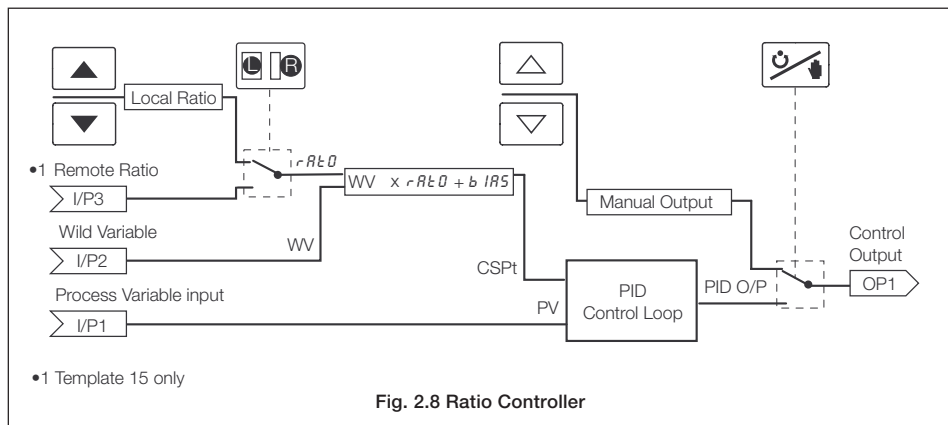 L R
Local Ratio
•1 Remote Ratio
rAtO
I/P3
WV x rAtO + bIAS
Manual Output
Wild Variable
WV
I/P2
Control
Output
CSPt
OP1
PID
Control Loop
PID O/P
Process Variable input
PV
I/P1
•1 Template 15 only
Fig. 2.8 Ratio Controller